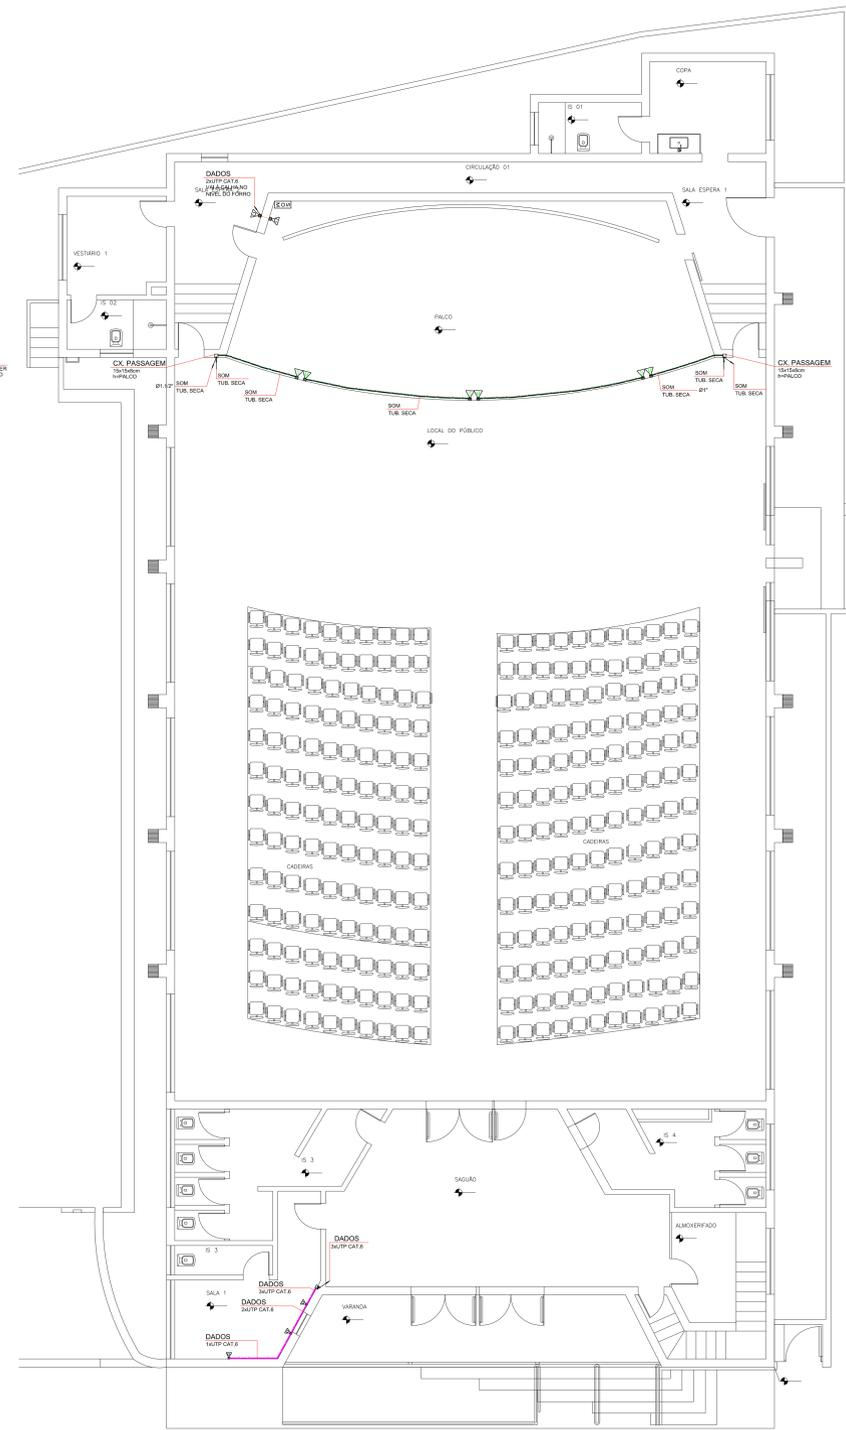 COPA
IS 01
CIRCULAÇÃO 01
DADOS
2xUTP CAT.6
VAI À CALHA NO
NÍVEL DO FORRO
SALA ESPERA 1
VESTIÁRIO 1
IS 02
PALCO
CX. PASSAGEM
15x15x8cm
h=PALCO
Ø1.1/2"
SOM
TUB. SECA
SOM
TUB. SECA
SOM
TUB. SECA
SOM
TUB. SECA
SOM
TUB. SECA
Ø1"
SOM
TUB. SECA
SOM
TUB. SECA
CX. PASSAGEM
15x15x8cm
h=PALCO
LOCAL DO PÚBLICO
CADEIRAS
CADEIRAS
IS 3
IS 4
SAGUÃO
ALMOXERIFADO
IS 3
DADOS
3xUTP CAT.6
DADOS
3xUTP CAT.6
SALA 1
DADOS
2xUTP CAT.6
VARANDA
DADOS
1xUTP CAT.6